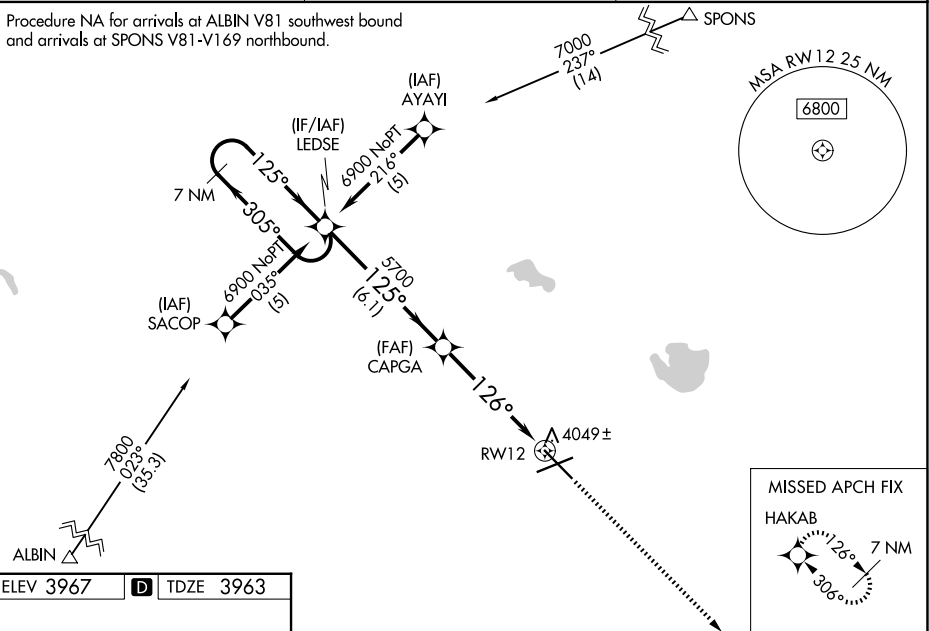 Procedure NA for arrivals at ALBIN V81 southwest bound
and arrivals at SPONS V81-V169 northbound.
SPONS
7000
237°
(14)
MSA RW12 25 NM
6800
(IAF)
AYAYI
(IF/IAF)
LEDSE
6900 NoPT
216°
(5)
125°
7 NM
305°
6900 NoPT
035°
(5)
(IAF)
SACOP
5700
125°
(6.1)
(FAF)
CAPGA
126°
RW12
4049±
7800
023°
(35.3)
ALBIN
MISSED APCH FIX
HAKAB
126°
7 NM
306°
ELEV 3967 D TDZE 3963